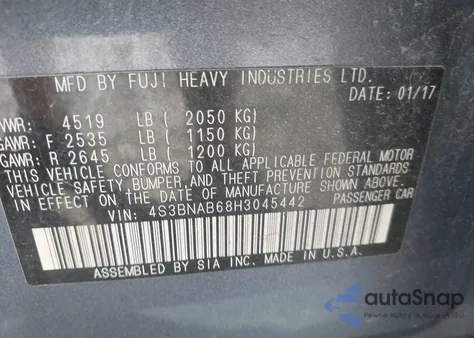 MFD BY FUJI HEAVY INDUSTRIES LTD.
DATE: 01/17
VWR: 4519 LB ( 2050 KG)
GAWR: F 2535 LB ( 1150 KG)
GAWR: R 2645 LB ( 1200 KG)
THIS VEHICLE CONFORMS TO ALL APPLICABLE FEDERAL MOTOR
VEHICLE SAFETY, BUMPER, AND THEFT PREVENTION STANDARDS
IN EFFECT ON THE DATE OF MANUFACTURE SHOWN ABOVE.
VIN: 4S3BNAB68H3045442 PASSENGER CAR
ASSEMBLED BY SIA INC. MADE IN U.S.A.
autoSnap